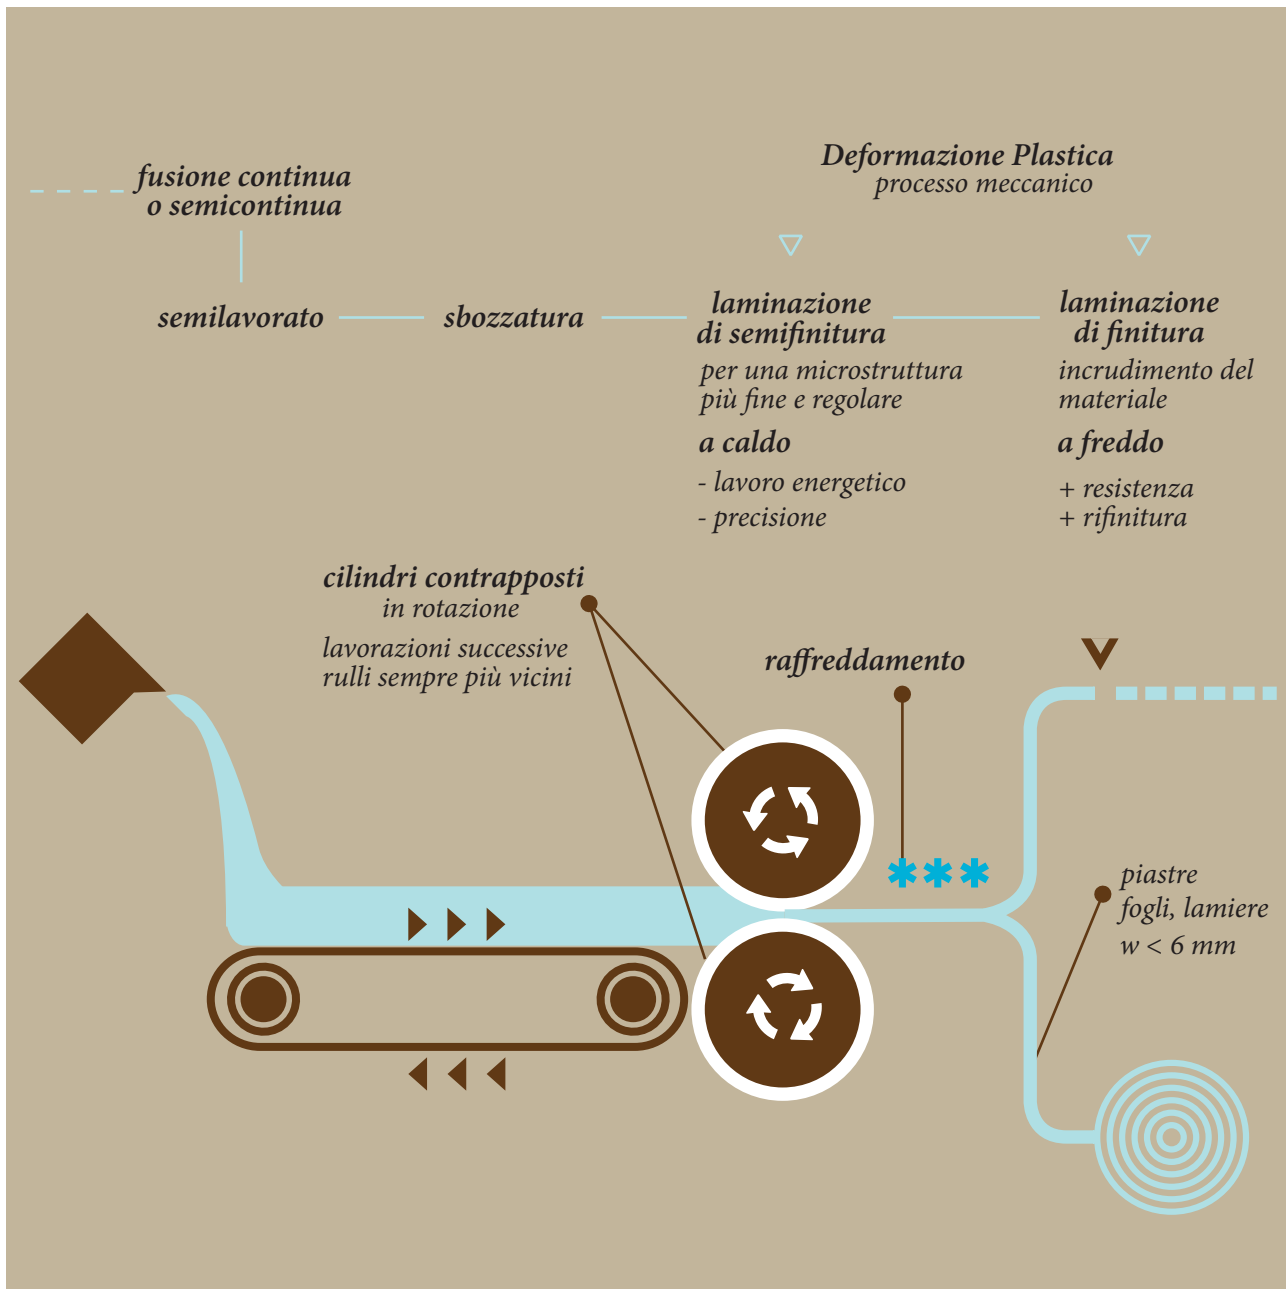 fusione continua
o semicontinua
Deformazione Plastica
processo meccanico
semilavorato
sbozzatura
laminazione
di semifinitura
per una microstruttura
più fine e regolare
a caldo
- lavoro energetico
- precisione
laminazione
di finitura
incrudimento del
materiale
a freddo
+ resistenza
+ rifinitura
cilindri contrapposti
in rotazione
lavorazioni successive
rulli sempre più vicini
raffreddamento
piastre
fogli, lamiere
w < 6 mm